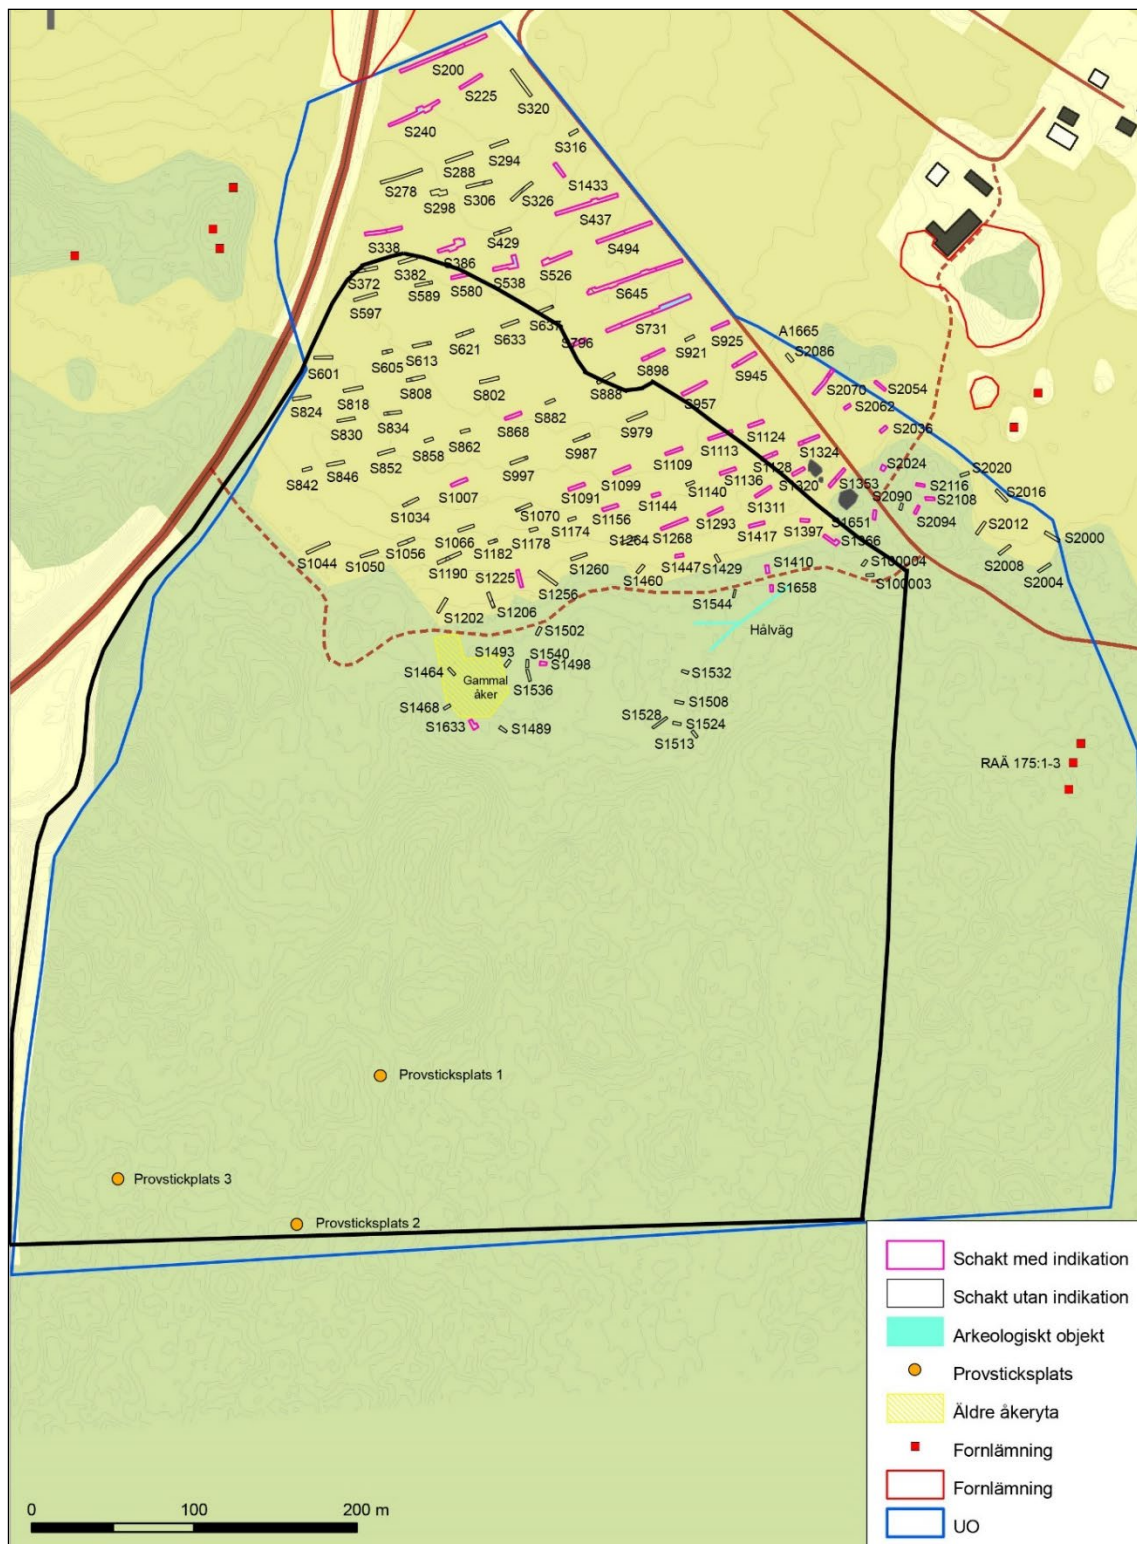 S200
S225
S320
S240
S316
S294
S288
S278
S298
S306
S326
S1433
S437
S338
S429
S494
S386
S526
S382
S538
S372
S580
S589
S645
S597
S637
S731
S633
S796
S925
A1665
S621
S921
S2086
S613
S605
S601
S898
S945
S2070
S2054
S808
S802
S888
S957
S2062
S818
S824
S882
S868
S979
S2036
S834
S830
S1124
S862
S1113
S1324
S858
S987
S1109
S1128
S2024
S852
S997
S1320
S1353
S2020
S846
S842
S1099
S1136
S2116
S1007
S1140
S2090
S2108
S2016
S1091
S1144
S1311
S1034
S1070
S1156
S1293
S1651
S2094
S1174
S1397
S2012
S1066
S1178
S1264
S1268
S1417
S1366
S2000
S1056
S1182
S1044
S1050
S1190
S1260
S1447
S1429
S1410
S100004
S2008
S1225
S1256
S1460
S100003
S2004
S1658
S1206
S1544
S1202
S1502
Hålväg
S1493
S1540
S1464
Gammal
åker
S1498
S1532
S1536
S1468
S1508
S1633
S1489
S1528
S1524
S1513
RAÄ 175:1-3
Provsticksplats 1
Provstickplats 3
Provsticksplats 2
Schakt med indikation
Schakt utan indikation
Arkeologiskt objekt
Provsticksplats
Äldre åkeryta
Fornlämning
Fornlämning
UO
0 100 200 m